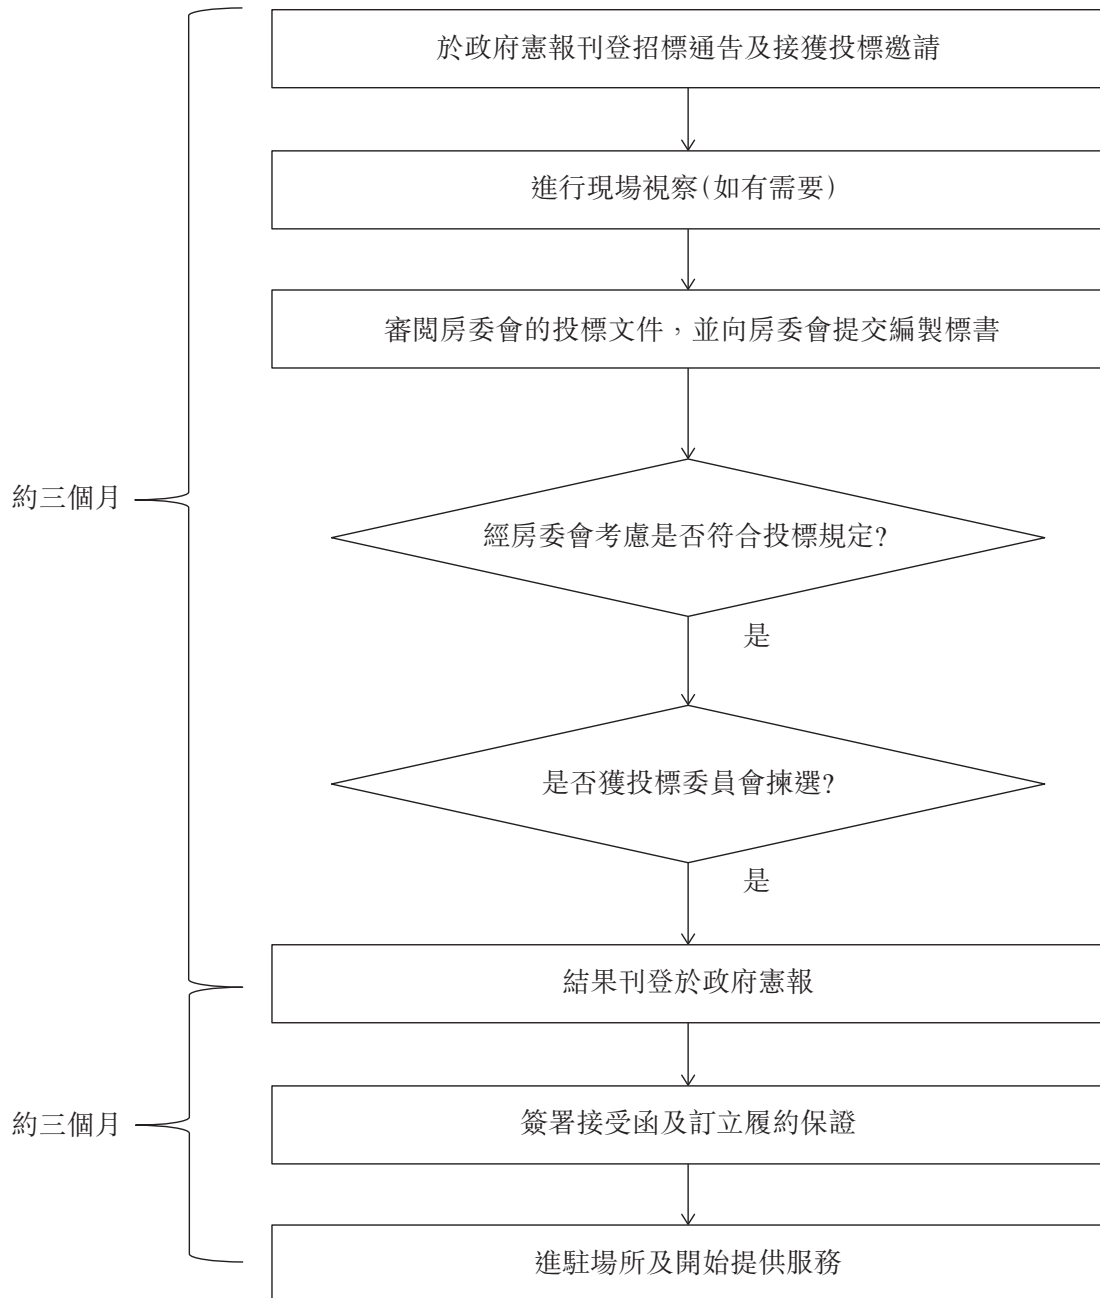 於政府憲報刊登招標通告及接獲投標邀請
進行現場視察(如有需要)
審閱房委會的投標文件，並向房委會提交編製標書
約三個月
經房委會考慮是否符合投標規定?
是
是否獲投標委員會揀選?
是
結果刊登於政府憲報
約三個月
簽署接受函及訂立履約保證
進駐場所及開始提供服務